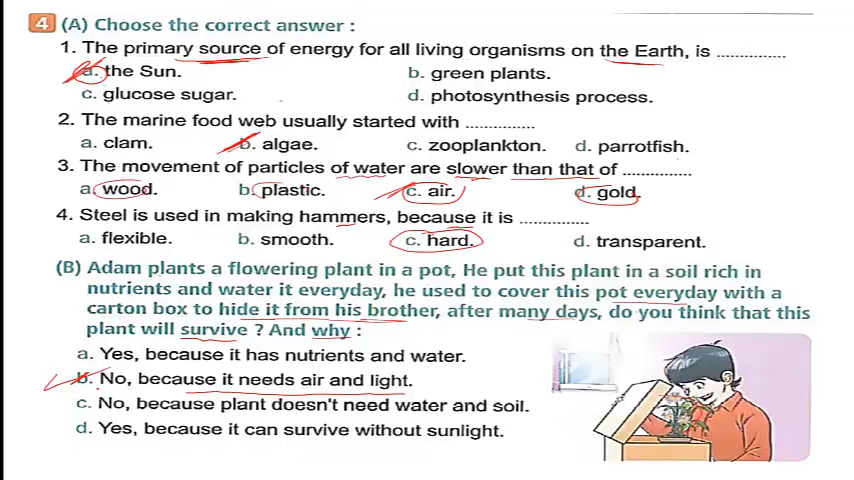 4 (A) Choose the correct answer :
1. The primary source of energy for all living organisms on the Earth, is ..............
a. the Sun. b. green plants.
c. glucose sugar. d. photosynthesis process.
2. The marine food web usually started with ..............
a. clam. b. algae. c. zooplankton. d. parrotfish.
3. The movement of particles of water are slower than that of ..............
a. wood. b. plastic. c. air. d. gold.
4. Steel is used in making hammers, because it is ..............
a. flexible. b. smooth. c. hard. d. transparent.
(B) Adam plants a flowering plant in a pot, He put this plant in a soil rich in
nutrients and water it everyday, he used to cover this pot everyday with a
carton box to hide it from his brother, after many days, do you think that this
plant will survive ? And why :
a. Yes, because it has nutrients and water.
b. No, because it needs air and light.
c. No, because plant doesn't need water and soil.
d. Yes, because it can survive without sunlight.